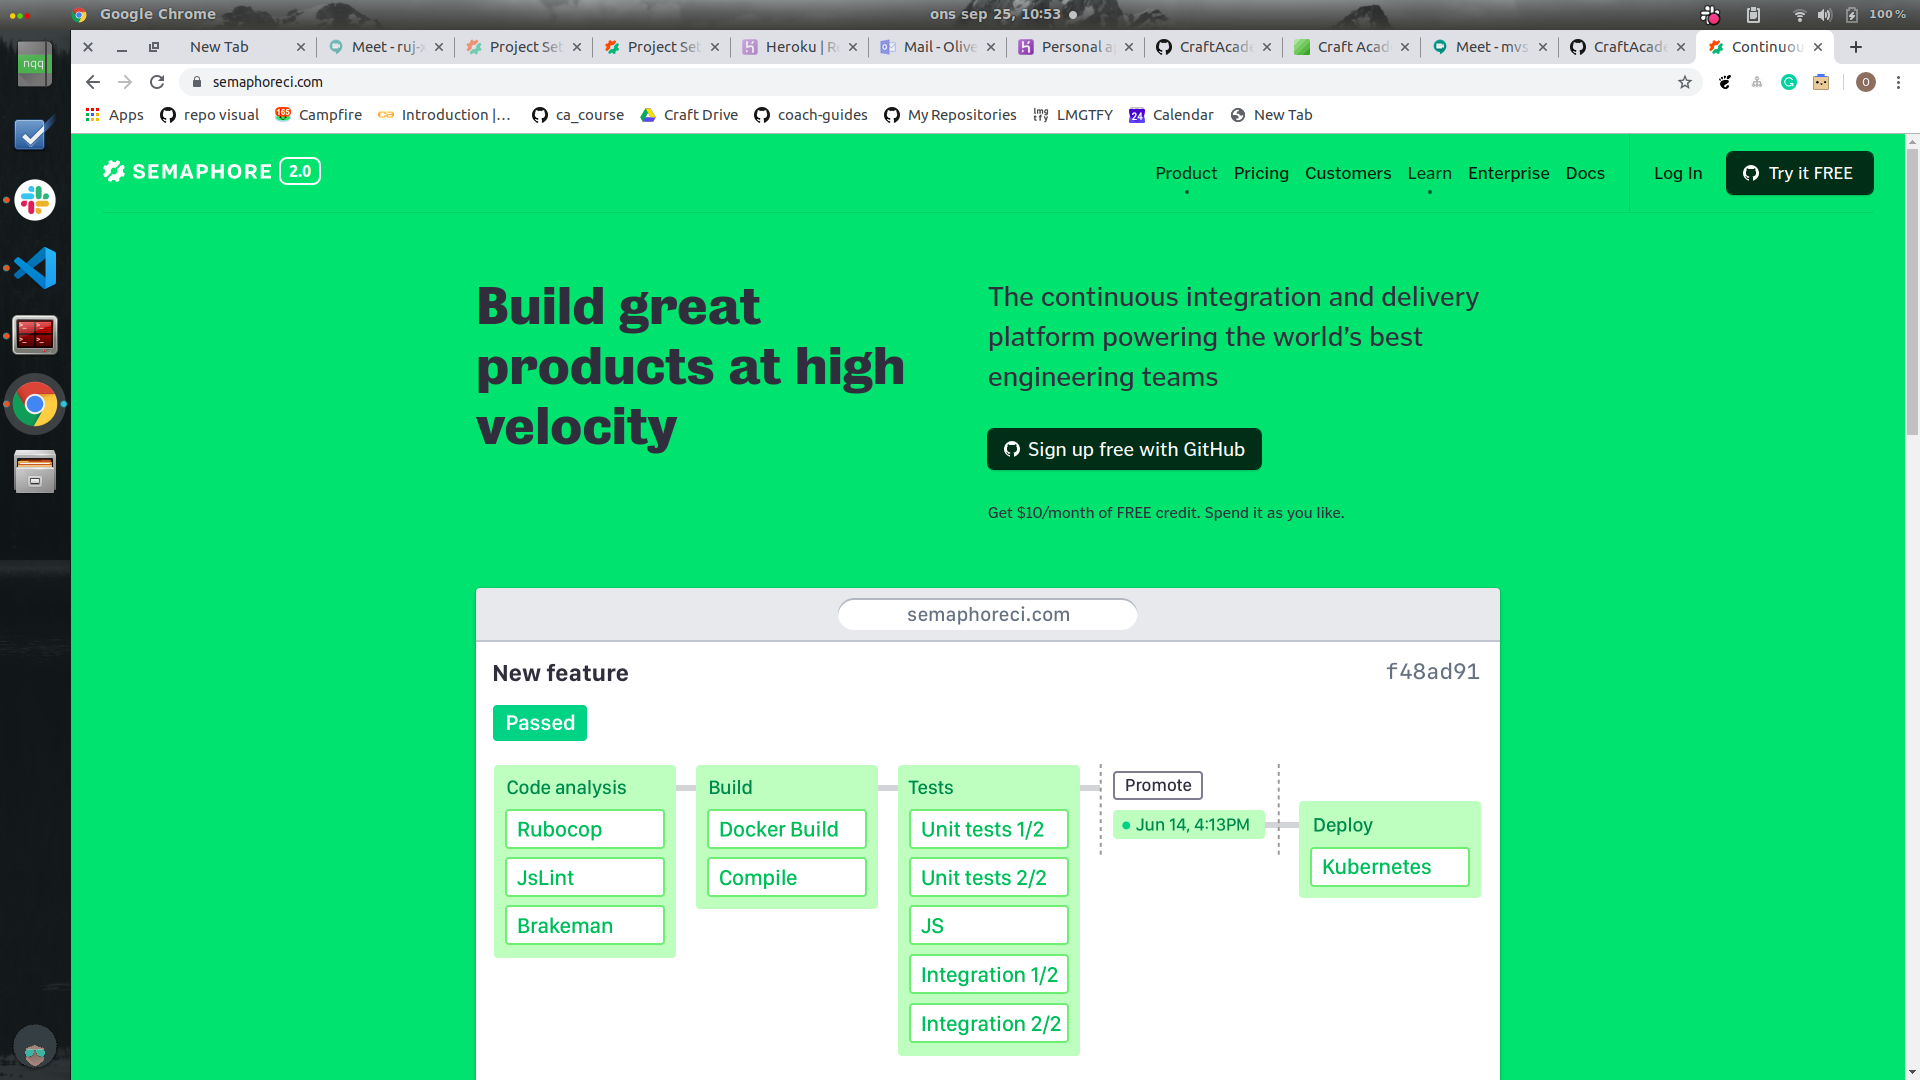 Google Chrome
ons sep 25, 10:53
100 %
nqq
New Tab
Meet - ruj-
Project Set
Project Set
Heroku | R
Mail - Olive
Personal a
CraftAcade
Craft Acad
Meet - mvs
CraftAcade
Continuou
semaphoreci.com
O
Apps
repo visual
Campfire
Introduction |...
ca_course
Craft Drive
coach-guides
My Repositories
LMGTFY
Calendar
New Tab
SEMAPHORE 2.0
Product
Pricing
Customers
Learn
Enterprise
Docs
Log In
Try it FREE
Build great
products at high
velocity
The continuous integration and delivery
platform powering the world's best
engineering teams
Sign up free with GitHub
Get $10/month of FREE credit. Spend it as you like.
semaphoreci.com
New feature
f48ad91
Passed
Code analysis
Rubocop
JsLint
Brakeman
Build
Docker Build
Compile
Tests
Unit tests 1/2
Unit tests 2/2
JS
Integration 1/2
Integration 2/2
Promote
Jun 14, 4:13PM
Deploy
Kubernetes